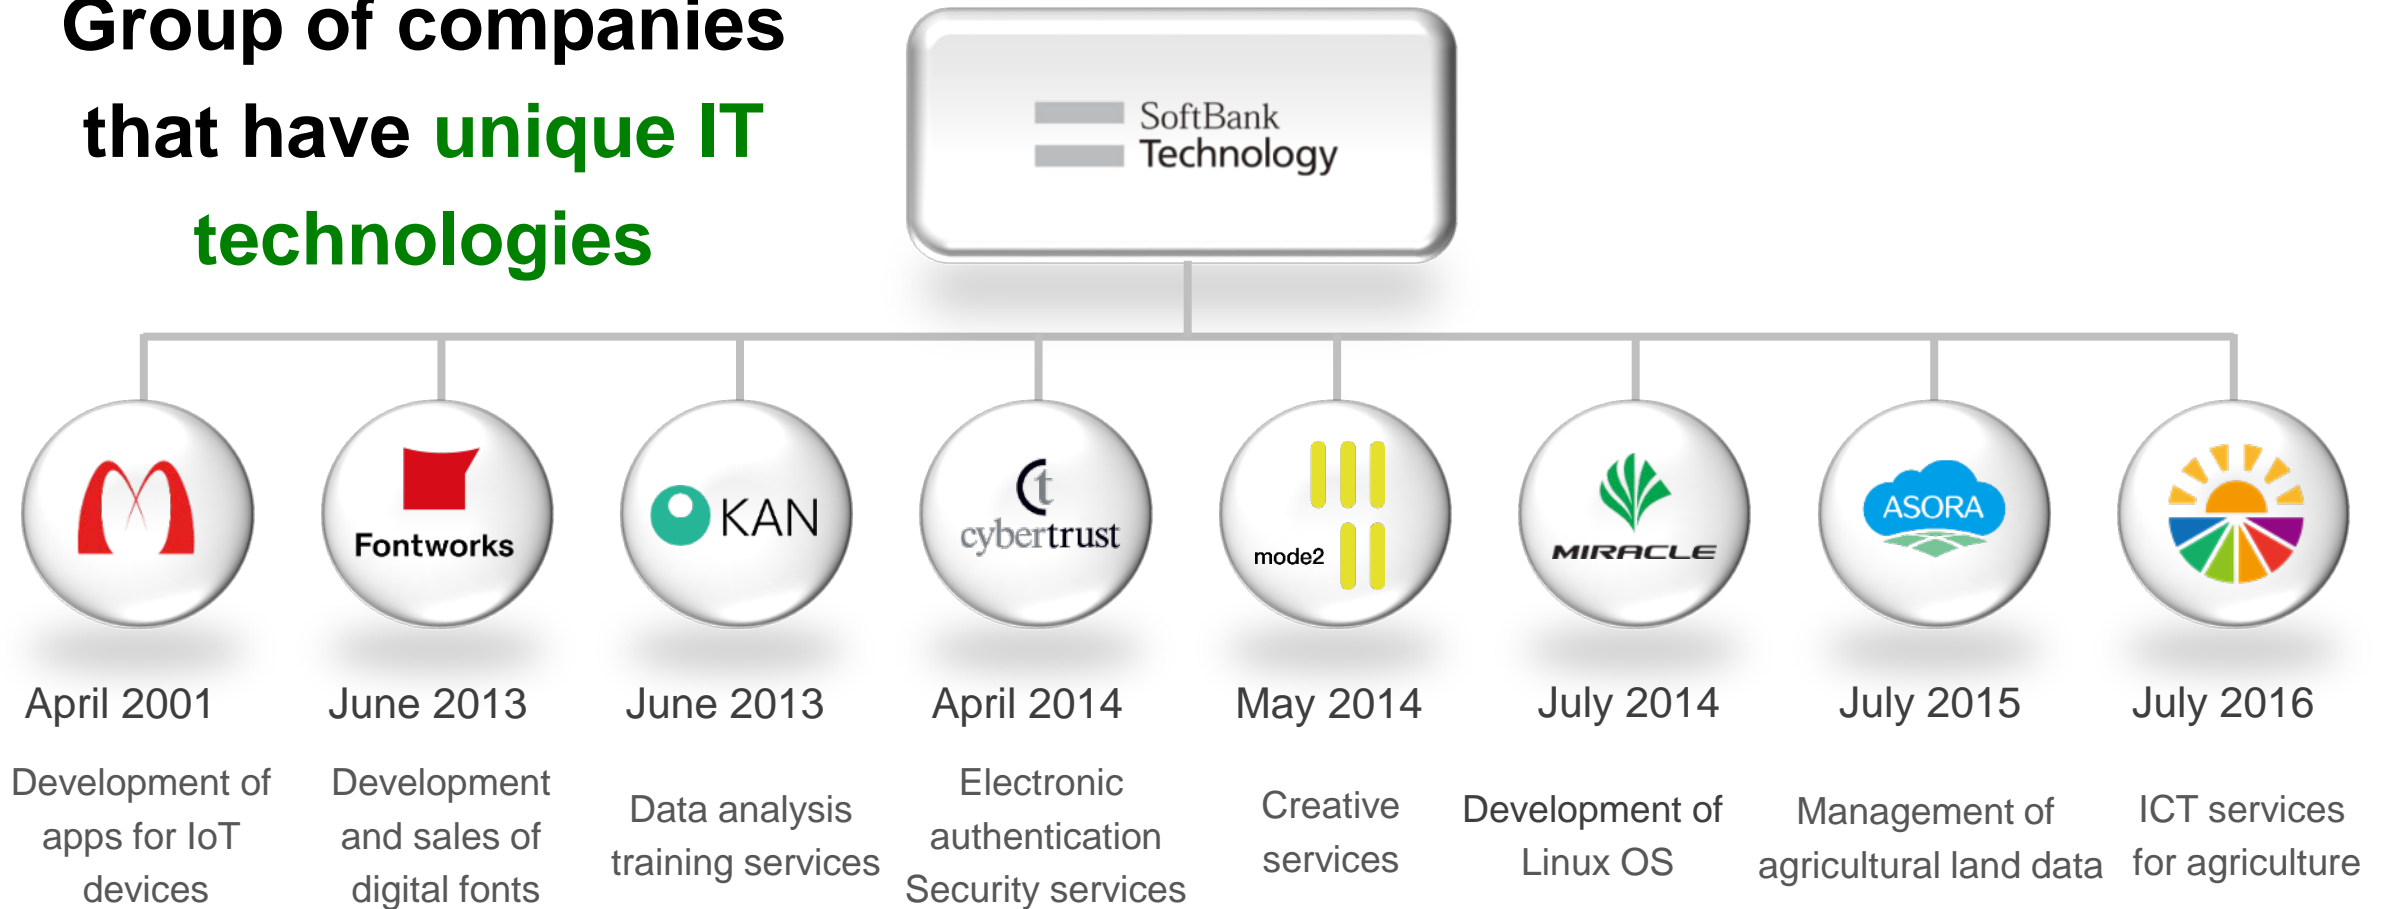 Group of companies
that have unique IT
technologies
SoftBank
Technology
Fontworks
KAN
cybertrust
mode2
MIRACLE
ASORA
April 2001
June 2013
June 2013
April 2014
May 2014
July 2014
July 2015
July 2016
Development of
apps for IoT
devices
Development
and sales of
digital fonts
Data analysis
training services
Electronic
authentication
Security services
Creative
services
Development of
Linux OS
Management of
agricultural land data
ICT services
for agriculture